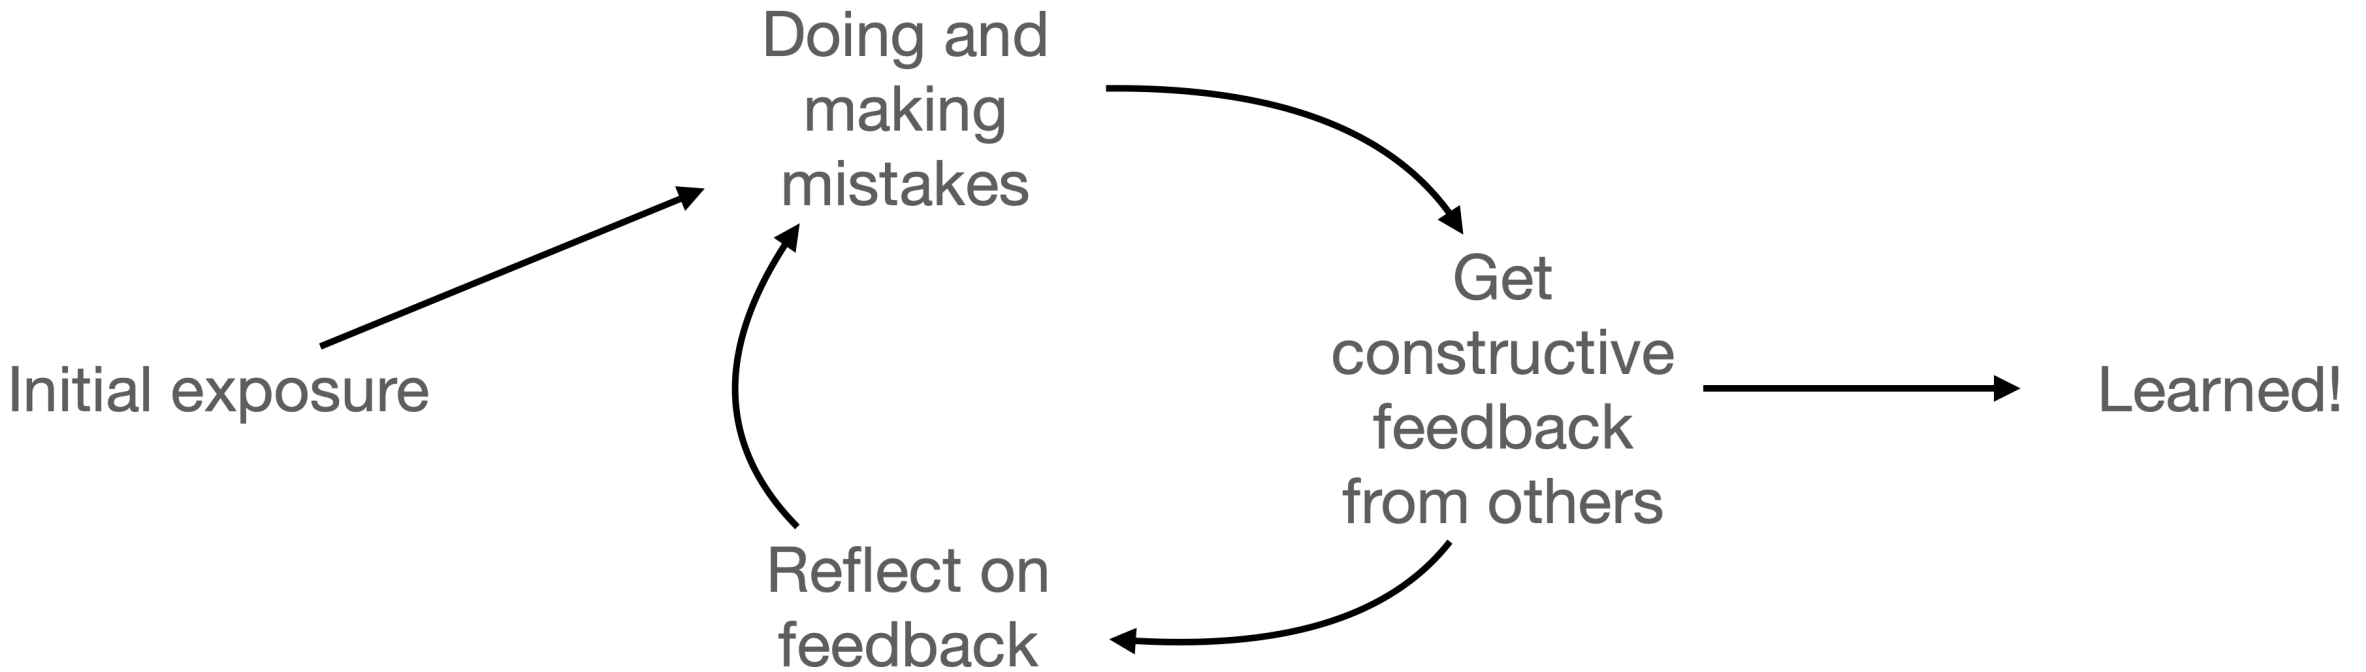 Initial exposure
Doing and
making
mistakes
Get
constructive
feedback
from others
Reflect on
feedback
Learned!